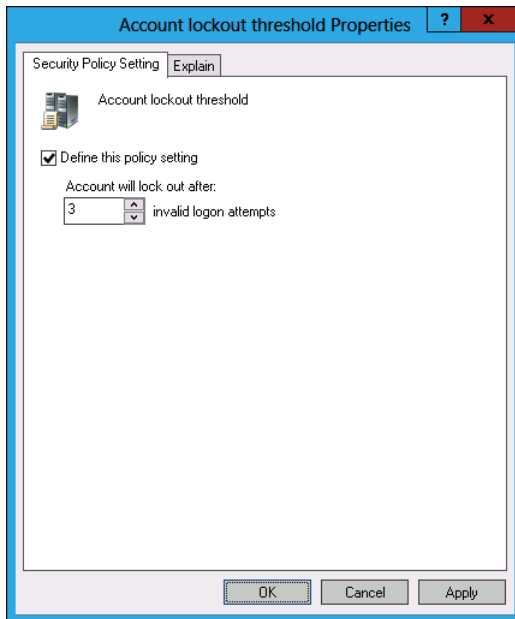 Account lockout threshold Properties ? x
Security Policy Setting Explain
Account lockout threshold
Define this policy setting
Account will lock out after:
3 invalid logon attempts
OK Cancel Apply